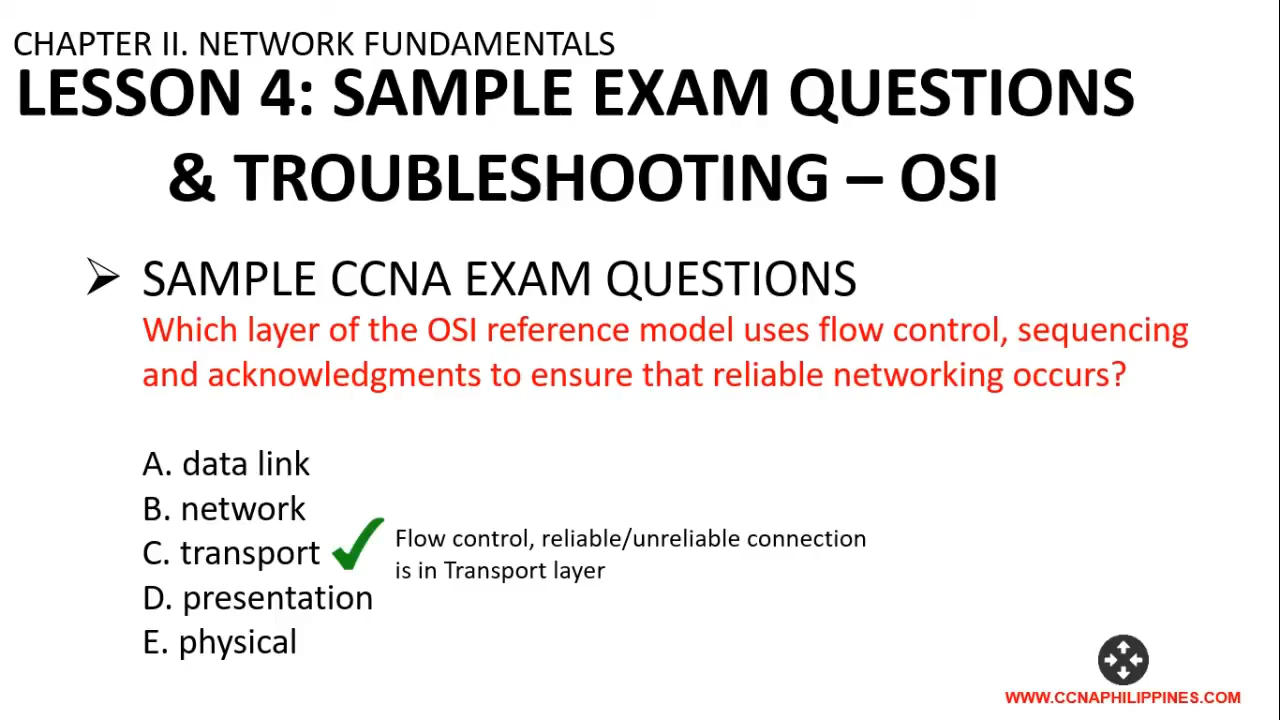 CHAPTER II. NETWORK FUNDAMENTALS
LESSON 4: SAMPLE EXAM QUESTIONS
& TROUBLESHOOTING – OSI
SAMPLE CCNA EXAM QUESTIONS
Which layer of the OSI reference model uses flow control, sequencing
and acknowledgments to ensure that reliable networking occurs?
A. data link
B. network
C. transport
Flow control, reliable/unreliable connection
is in Transport layer
D. presentation
E. physical
WWW.CCNAPHILIPPINES.COM